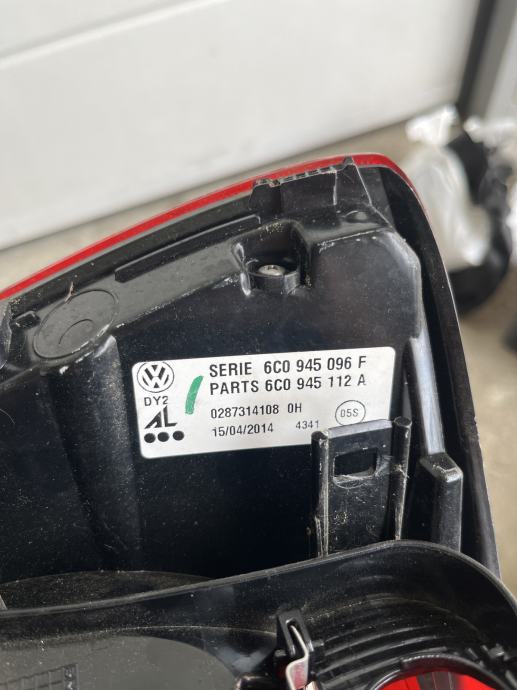 SERIE 6C0 945 096 F
PARTS 6C0 945 112 A
DY2
AL
0287314108 0H
15/04/2014 4341
05S